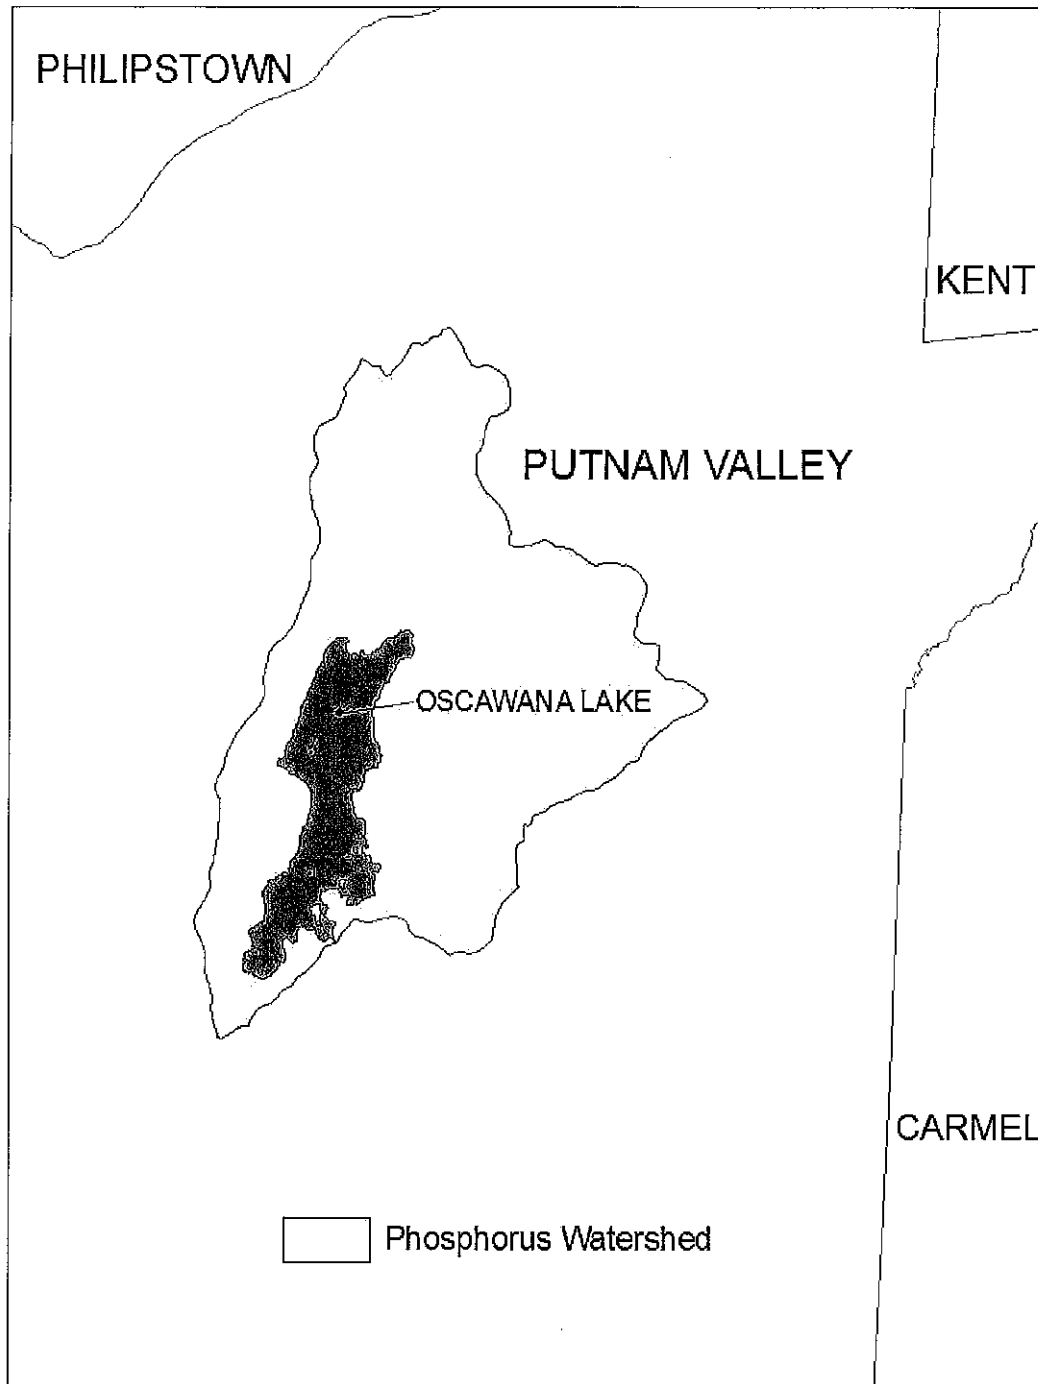 PHILIPSTOWN
KENT
PUTNAM VALLEY
OSCAWANA LAKE
CARMEL
Phosphorus Watershed